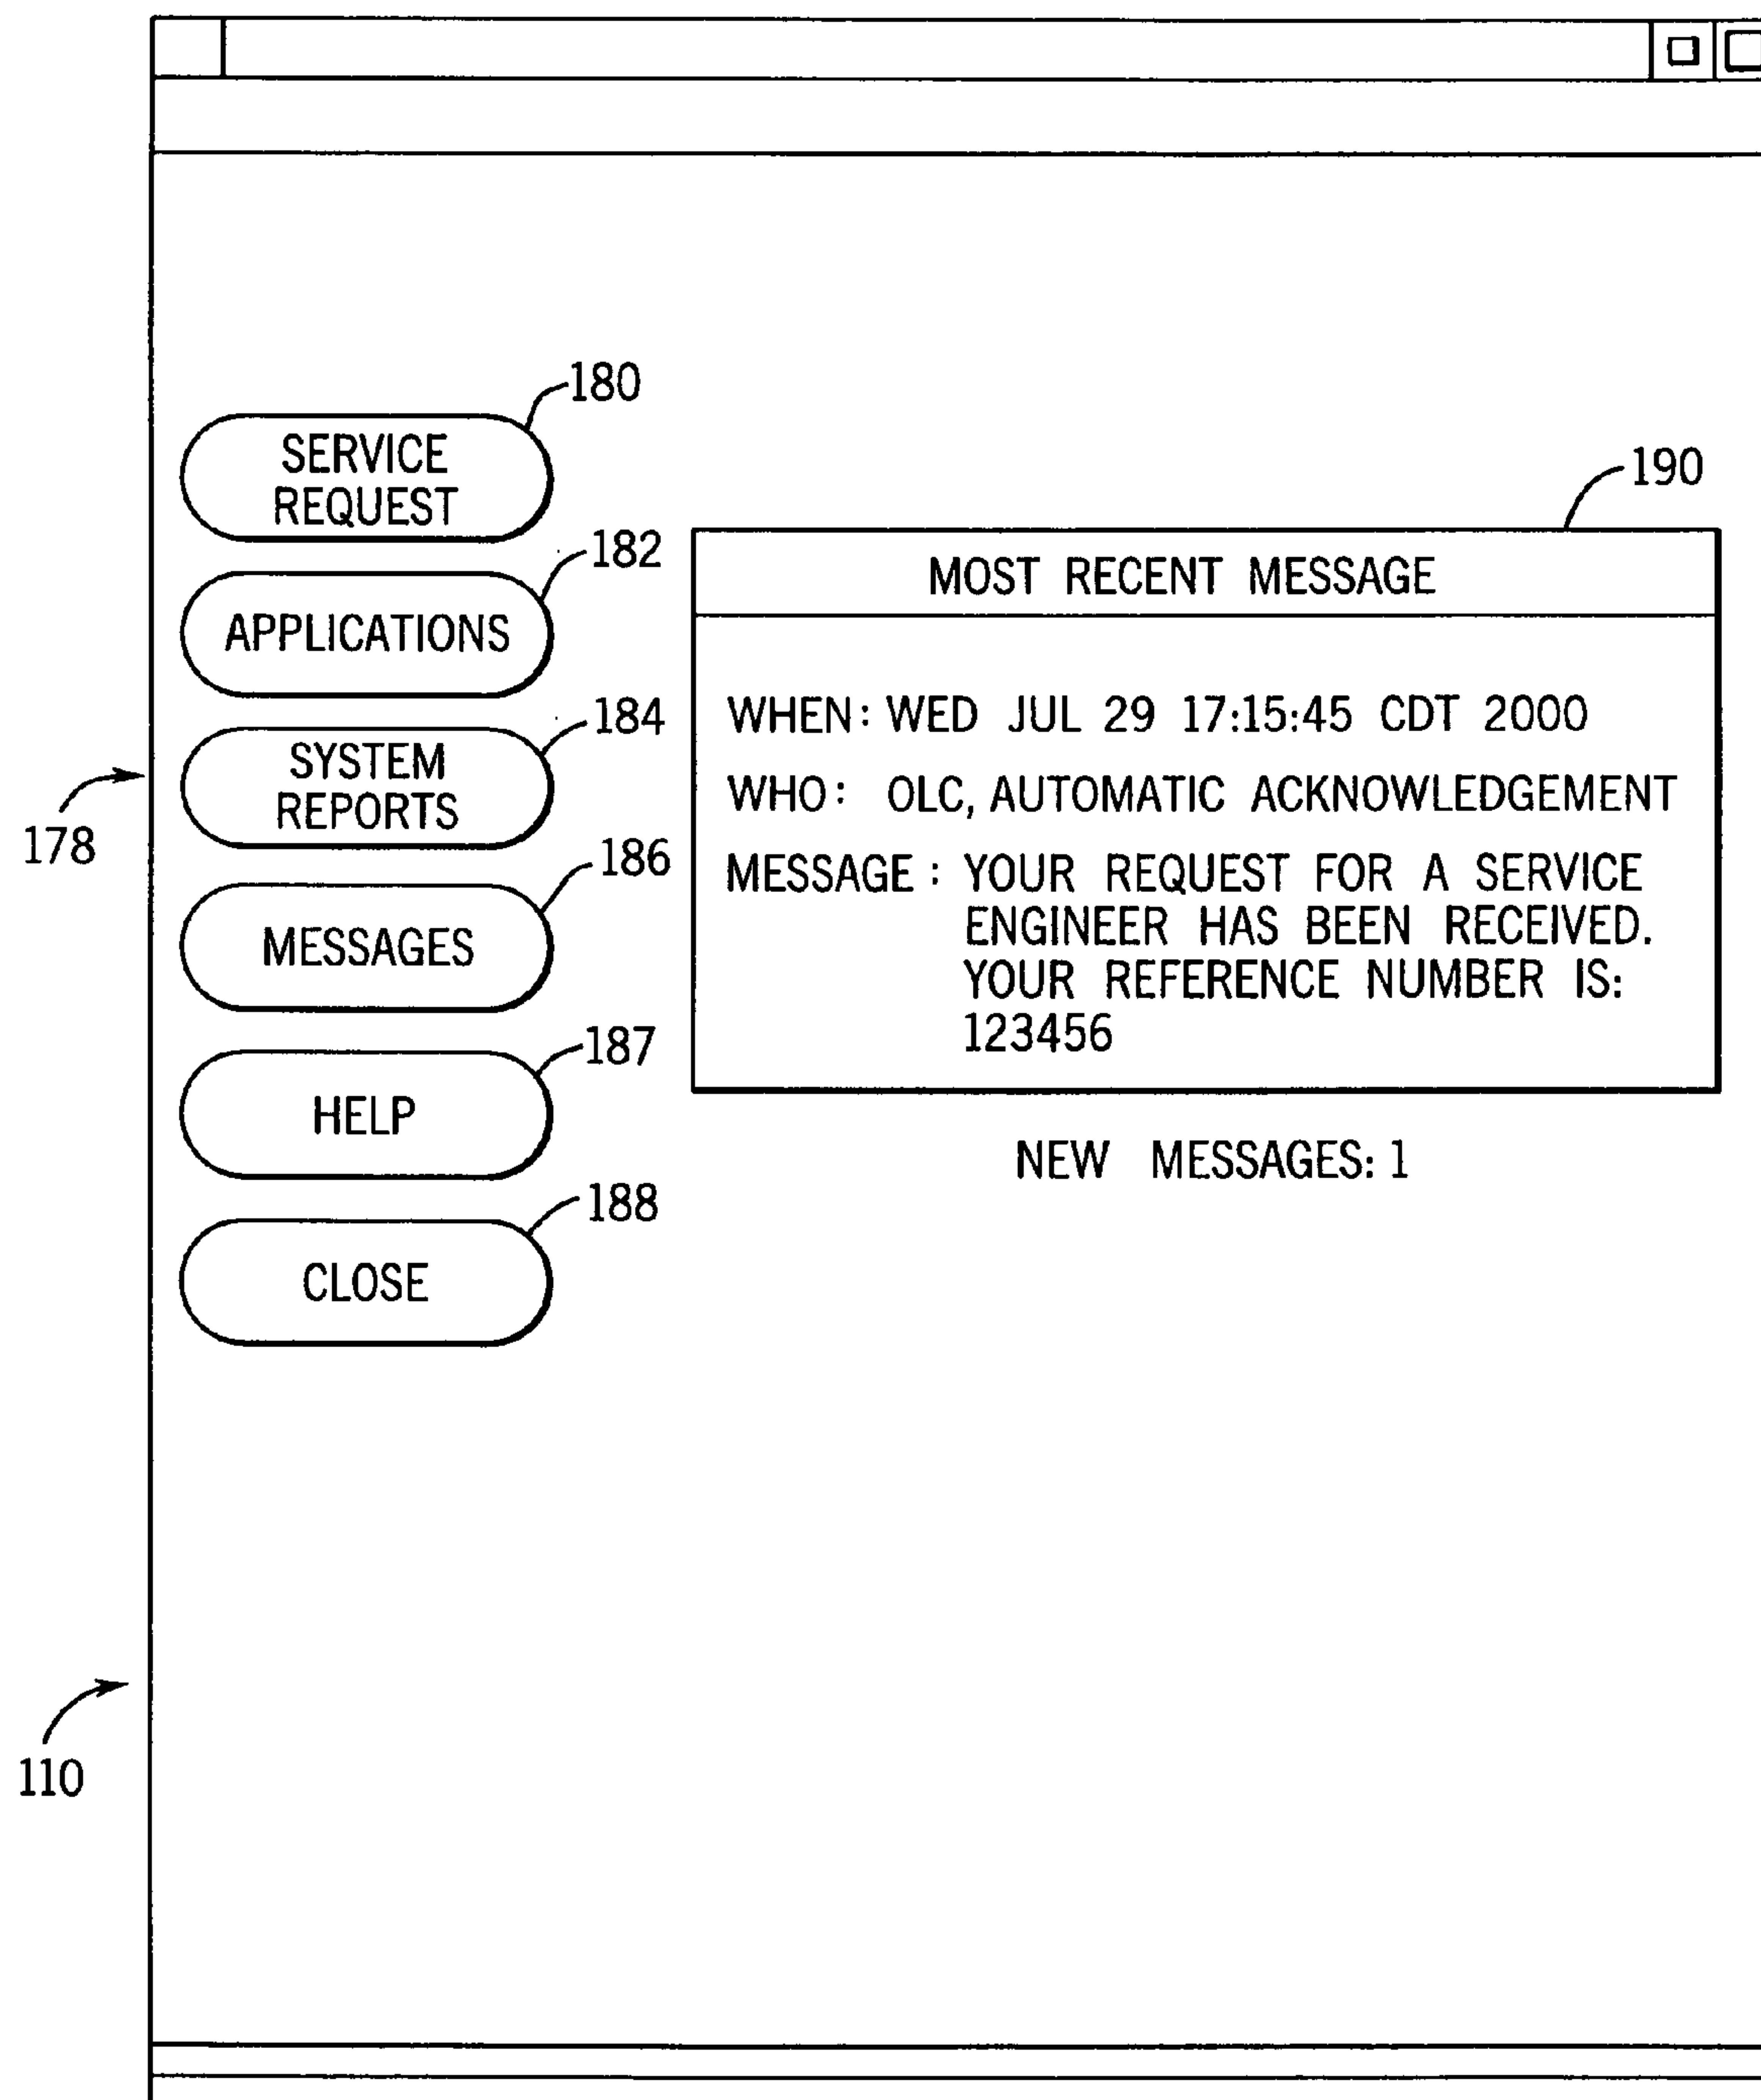 180
SERVICE
REQUEST
182
APPLICATIONS
184
SYSTEM
REPORTS
178
186
MESSAGES
187
HELP
188
CLOSE
110
190
MOST RECENT MESSAGE
WHEN: WED JUL 29 17:15:45 CDT 2000
WHO: OLC, AUTOMATIC ACKNOWLEDGEMENT
MESSAGE: YOUR REQUEST FOR A SERVICE
ENGINEER HAS BEEN RECEIVED.
YOUR REFERENCE NUMBER IS:
123456
NEW MESSAGES: 1